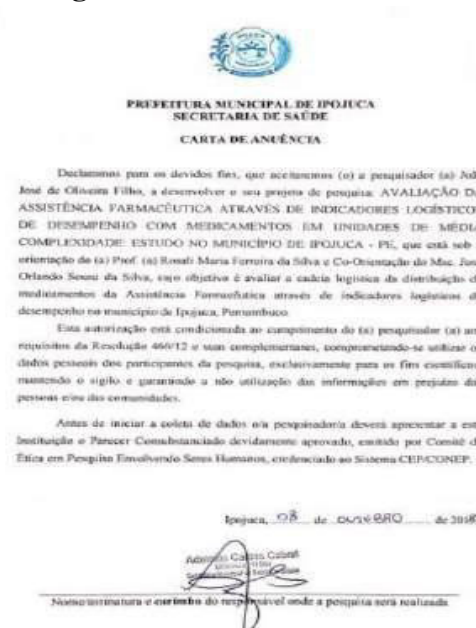 PREFEITURA MUNICIPAL DE IPOJUCA
SECRETARIA DE SAÚDE
CARTA DE ANUÊNCIA
Declaramos para os devidos fins, que aceitaremos (o) a pesquisador (a)
José de Oliveira Filho, a desenvolver o seu projeto de pesquisa: AVALIAÇÃO DA
ASSISTÊNCIA FARMACÊUTICA ATRAVÉS DE INDICADORES LOGÍSTICO
DE DESEMPENHO COM MEDICAMENTOS EM UNIDADES DE MÉDIA
COMPLEXIDADE: ESTUDO NO MUNICÍPIO DE IPOJUCA - PE, que está sob
orientação do (a) Prof. (a) Rosali Maria Ferreira da Silva e Co-Orientação do Msc.
Orlando Sousa da Silva, cujo objetivo é avaliar a cadeia logística da distribuição
medicamentos da Assistência Farmacêutica através de indicadores logísticos
desempenho no município de Ipojuca, Pernambuco.
Esta autorização está condicionada ao cumprimento do (a) pesquisador (a)
requisitos da Resolução 466/12 e suas complementares, comprometendo-se utilizar
dados pessoais dos participantes da pesquisa, exclusivamente para os fins científico
mantendo o sigilo e garantindo a não utilização das informações em prejuízo da
pessoas e/ou das comunidades.
Antes de iniciar a coleta de dados o/a pesquisador/a deverá apresentar a est
Instituição o Parecer Consubstanciado devidamente aprovado, emitido por Comitê d
Ética em Pesquisa Envolvendo Seres Humanos, credenciado ao Sistema CEP/CONEP.
Ipojuca, 08 de OUTUBRO de 2018
Cabral
Nome/assinatura e carimbo do responsável onde a pesquisa será realizada